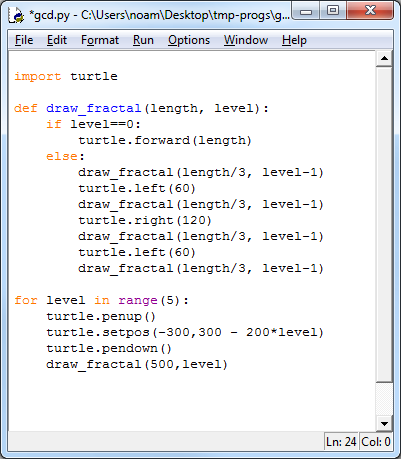 *gcd.py - C:\Users\noam\Desktop\tmp-progs\g...
File Edit Format Run Options Window Help
import turtle
def draw_fractal(length, level):
    if level==0:
        turtle.forward(length)
    else:
        draw_fractal(length/3, level-1)
        turtle.left(60)
        draw_fractal(length/3, level-1)
        turtle.right(120)
        draw_fractal(length/3, level-1)
        turtle.left(60)
        draw_fractal(length/3, level-1)
for level in range(5):
    turtle.penup()
    turtle.setpos(-300,300 - 200*level)
    turtle.pendown()
    draw_fractal(500,level)
Ln: 24 Col: 0